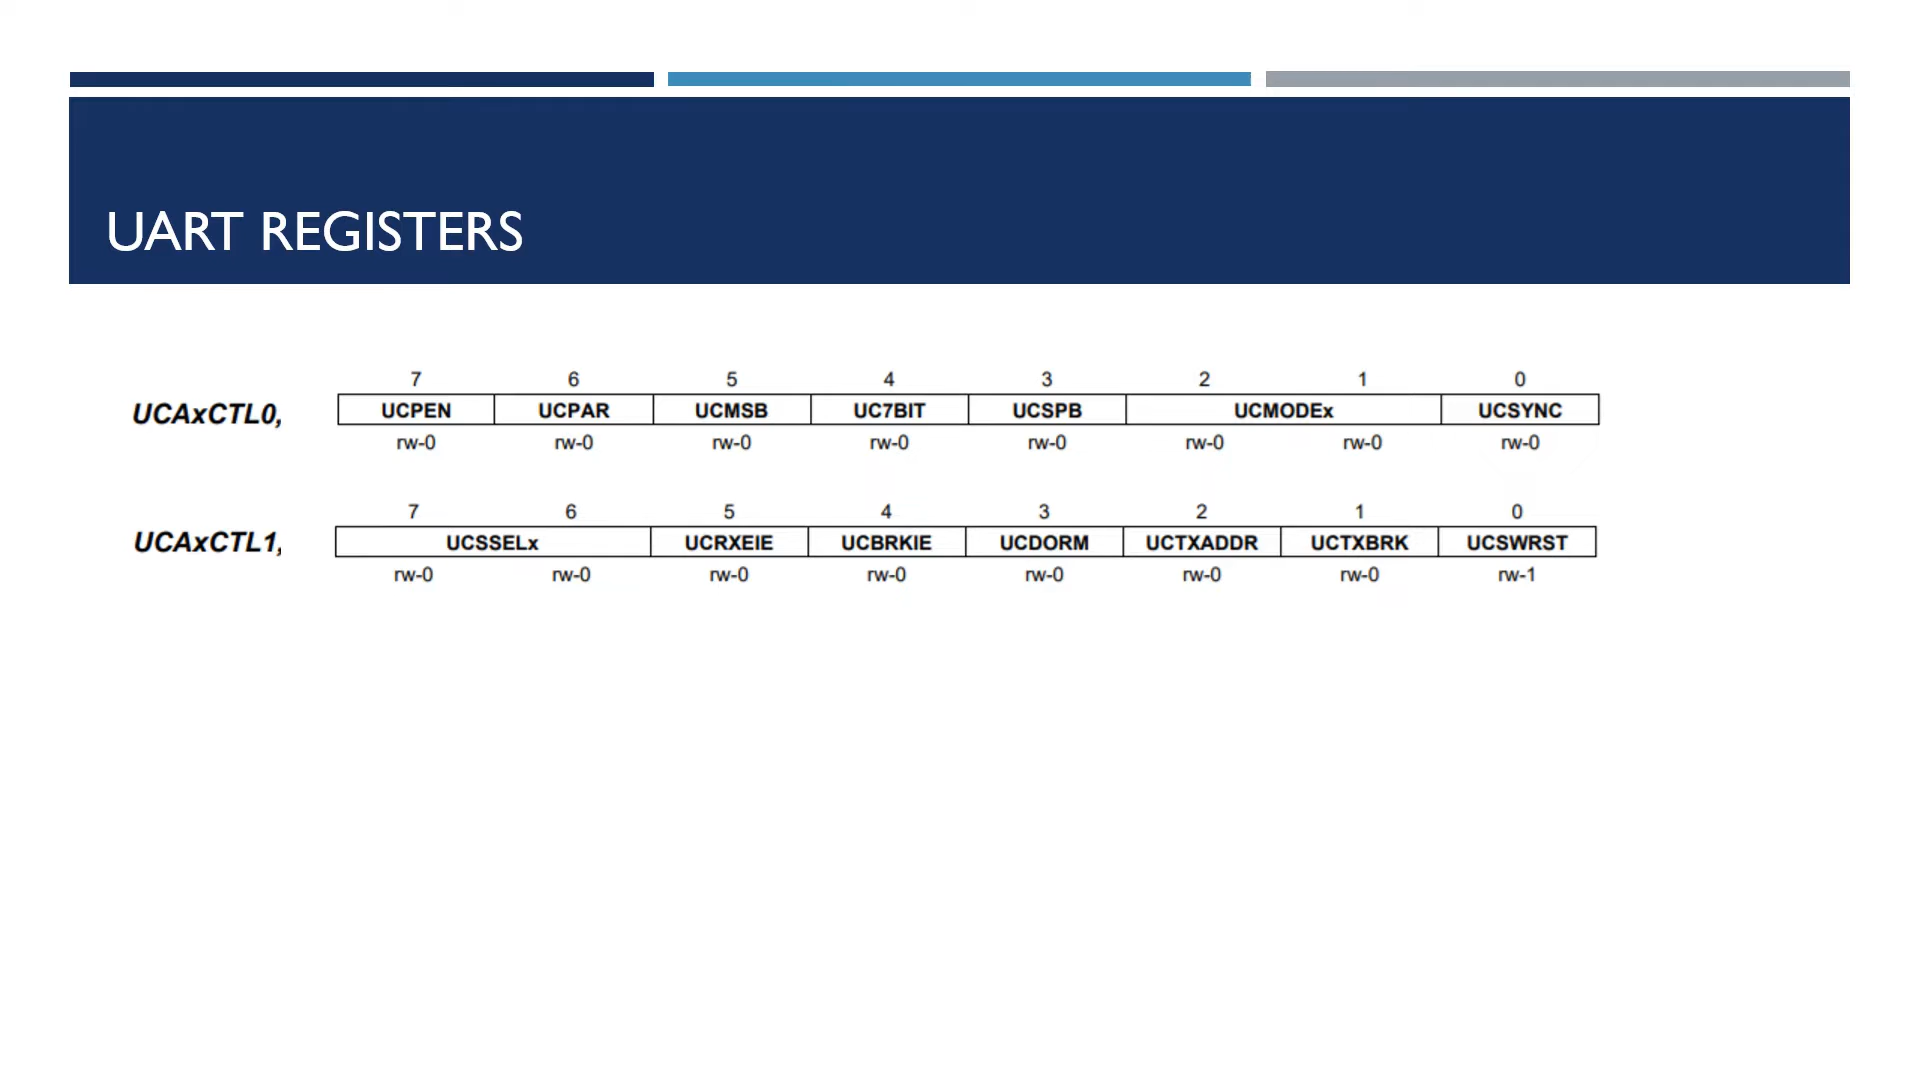 UART REGISTERS
7 6 5 4 3 2 1 0
UCAxCTL0, UCPEN UCPAR UCMSB UC7BIT UCSPB UCMODEx UCSYNC
rw-0 rw-0 rw-0 rw-0 rw-0 rw-0 rw-0 rw-0
7 6 5 4 3 2 1 0
UCAxCTL1, UCSSELx UCRXEIE UCBRKIE UCDORM UCTXADDR UCTXBRK UCSWRST
rw-0 rw-0 rw-0 rw-0 rw-0 rw-0 rw-0 rw-1